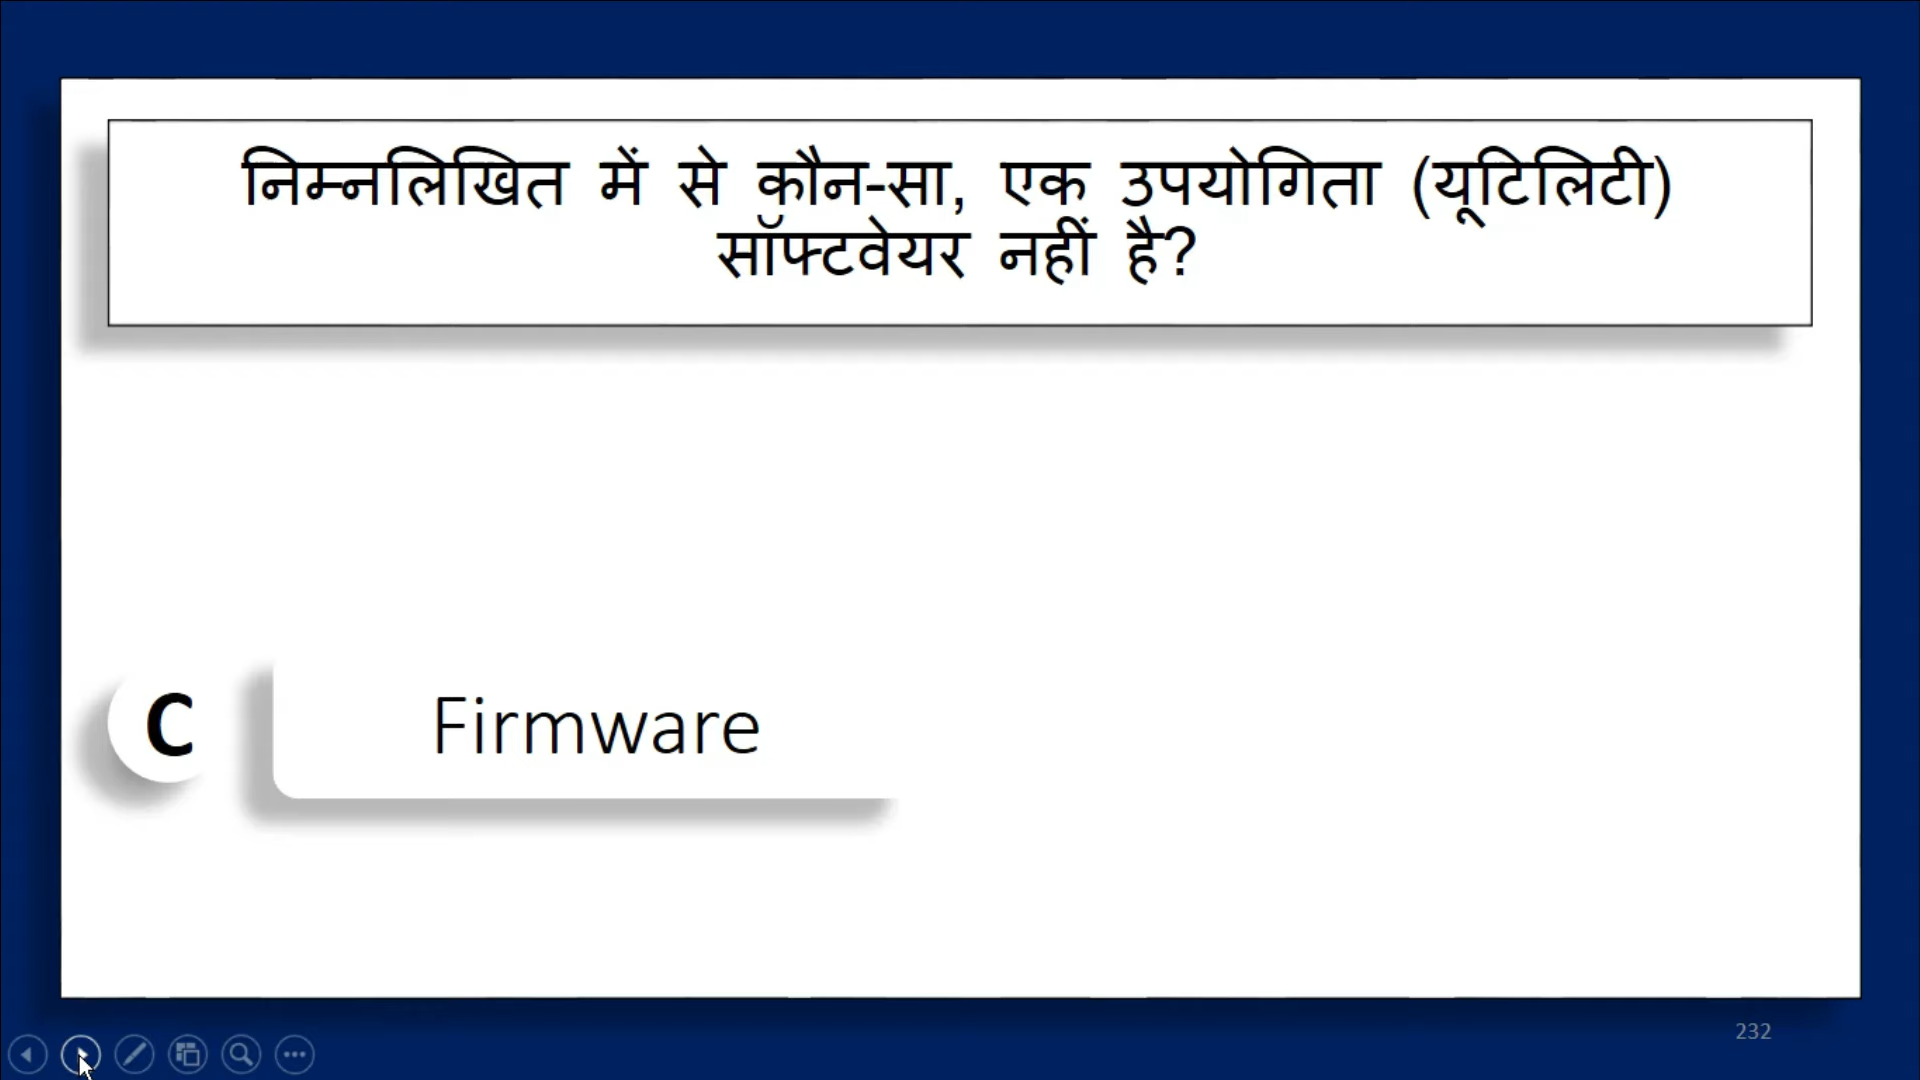 निम्नलिखित में से कौन-सा, एक उपयोगिता (यूटिलिटी)
सॉफ्टवेयर नहीं है?
C Firmware
232